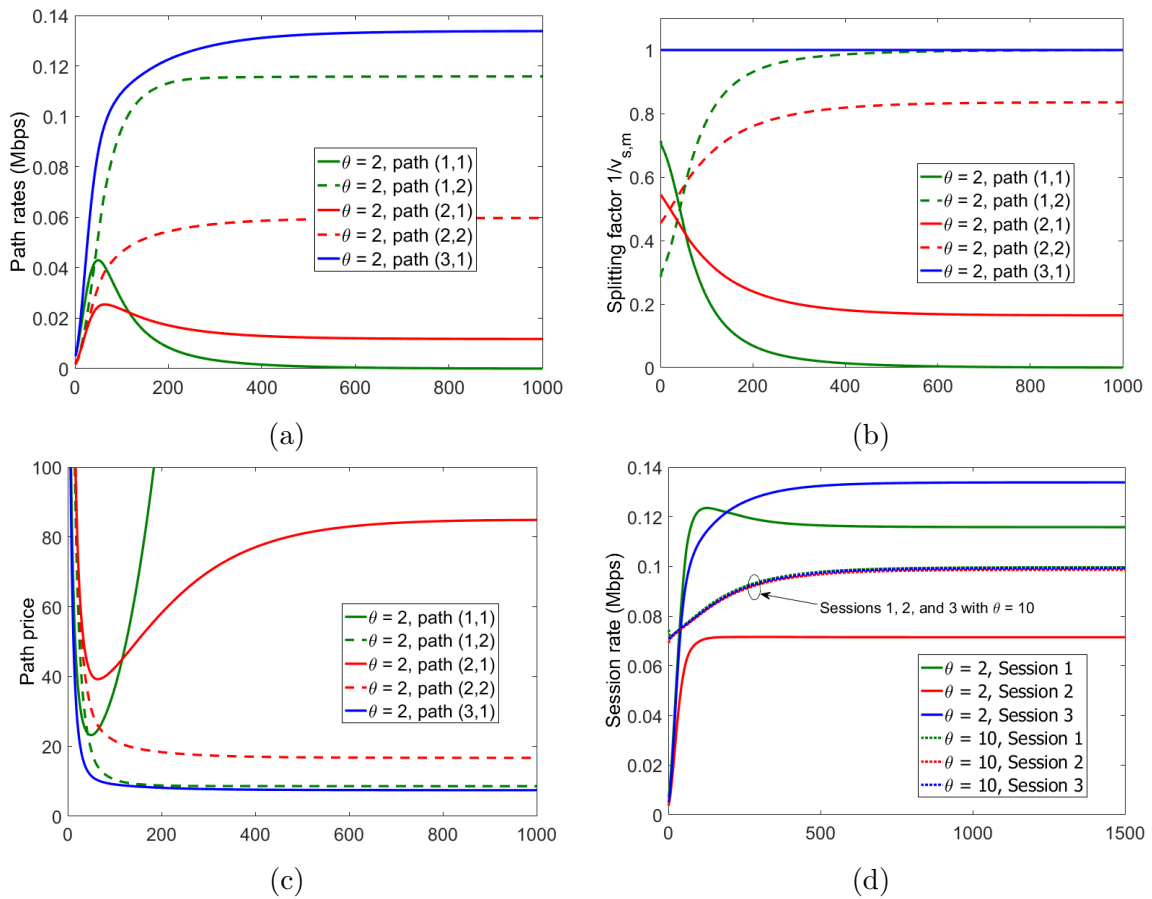 0.14
0.12
0.1
0.08
0.06
0.04
0.02
0
Path rates (Mbps)
θ = 2, path (1,1)
θ = 2, path (1,2)
θ = 2, path (2,1)
θ = 2, path (2,2)
θ = 2, path (3,1)
0 200 400 600 800 1000
(a)
1
0.8
0.6
0.4
0.2
0
Splitting factor 1/v_{s,m}
θ = 2, path (1,1)
θ = 2, path (1,2)
θ = 2, path (2,1)
θ = 2, path (2,2)
θ = 2, path (3,1)
0 200 400 600 800 1000
(b)
100
80
60
40
20
0
Path price
θ = 2, path (1,1)
θ = 2, path (1,2)
θ = 2, path (2,1)
θ = 2, path (2,2)
θ = 2, path (3,1)
0 200 400 600 800 1000
(c)
0.14
0.12
0.1
0.08
0.06
0.04
0.02
0
Session rate (Mbps)
Sessions 1, 2, and 3 with θ = 10
θ = 2, Session 1
θ = 2, Session 2
θ = 2, Session 3
θ = 10, Session 1
θ = 10, Session 2
θ = 10, Session 3
0 500 1000 1500
(d)